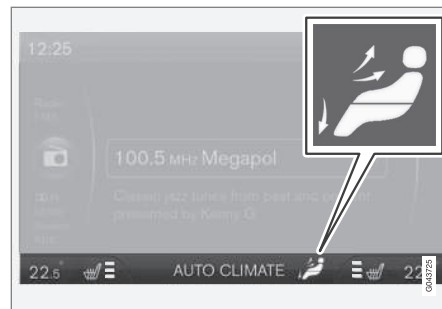 12:25
Radio
100.5 MHz Megapol
Classic jazz tunes from past and present
presented by Kenny G
22.5° AUTO CLIMATE 22
G043725